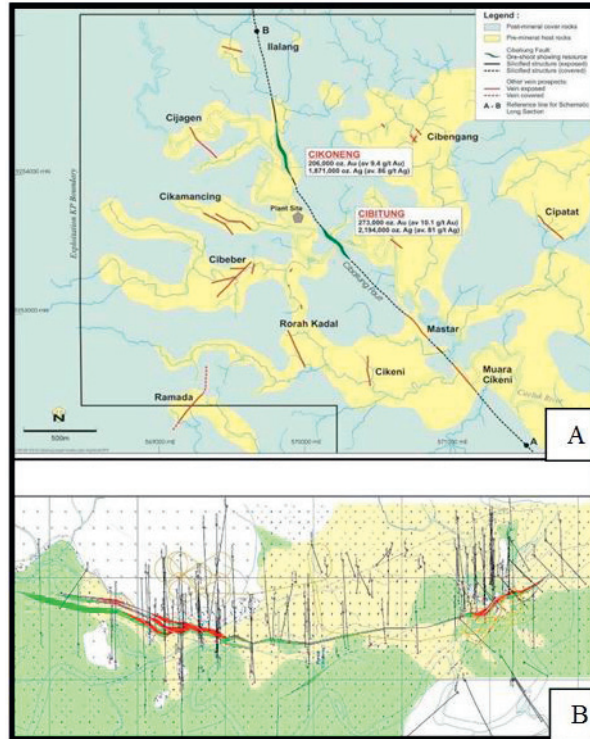 Legend :
Post-mineral cover rocks
Pre-mineral host rocks
Cibaliung Fault
Ore-shoot showing resource
Silicified structure (exposed)
Silicified structure (covered)
Other vein prospects
Vein exposed
Vein covered
A - B Reference line for Schematic
Long Section
B
Ilalang
Cijagen
Cibengang
CIKONENG
206,000 oz. Au (av 9.4 g/t Au)
1,871,000 oz. Ag (av. 86 g/t Ag)
Cikamancing
Plant Site
CIBITUNG
273,000 oz. Au (av 10.1 g/t Au)
2,194,000 oz. Ag (av. 81 g/t Ag)
Cipatat
Exploitation KP Boundary
Cibeber
Cibaliung Fault
Rorah Kadal
Mastar
Cikeni
Muara
Cikeni
Ramada
N
500m
A
A
B